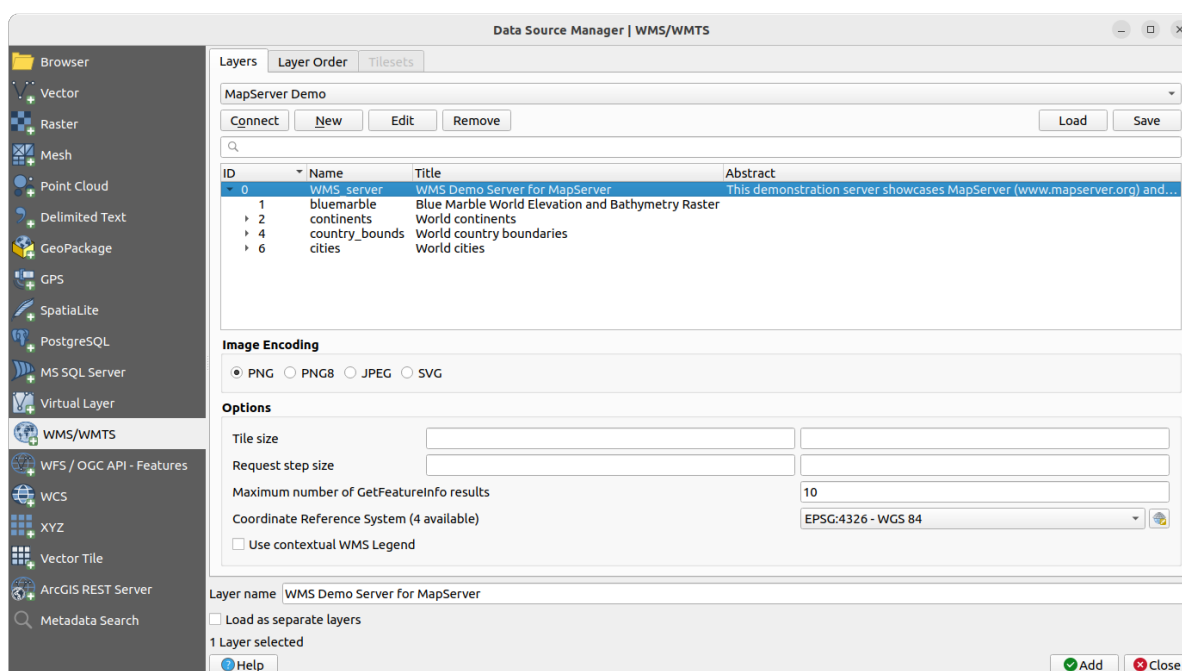 Data Source Manager | WMS/WMTS
Browser
Vector
Raster
Mesh
Point Cloud
Delimited Text
GeoPackage
GPS
SpatiaLite
PostgreSQL
MS SQL Server
Virtual Layer
WMS/WMTS
WFS / OGC API - Features
WCS
XYZ
Vector Tile
ArcGIS REST Server
Metadata Search
Layers Layer Order Tilesets
MapServer Demo
Connect New Edit Remove Load Save
ID Name Title Abstract
0 WMS_server WMS Demo Server for MapServer This demonstration server showcases MapServer (www.mapserver.org) and...
1 bluemarble Blue Marble World Elevation and Bathymetry Raster
2 continents World continents
4 country_bounds World country boundaries
6 cities World cities
Image Encoding
PNG PNG8 JPEG SVG
Options
Tile size
Request step size
Maximum number of GetFeatureInfo results 10
Coordinate Reference System (4 available) EPSG:4326 - WGS 84
Use contextual WMS Legend
Layer name WMS Demo Server for MapServer
Load as separate layers
1 Layer selected
Help Add Close